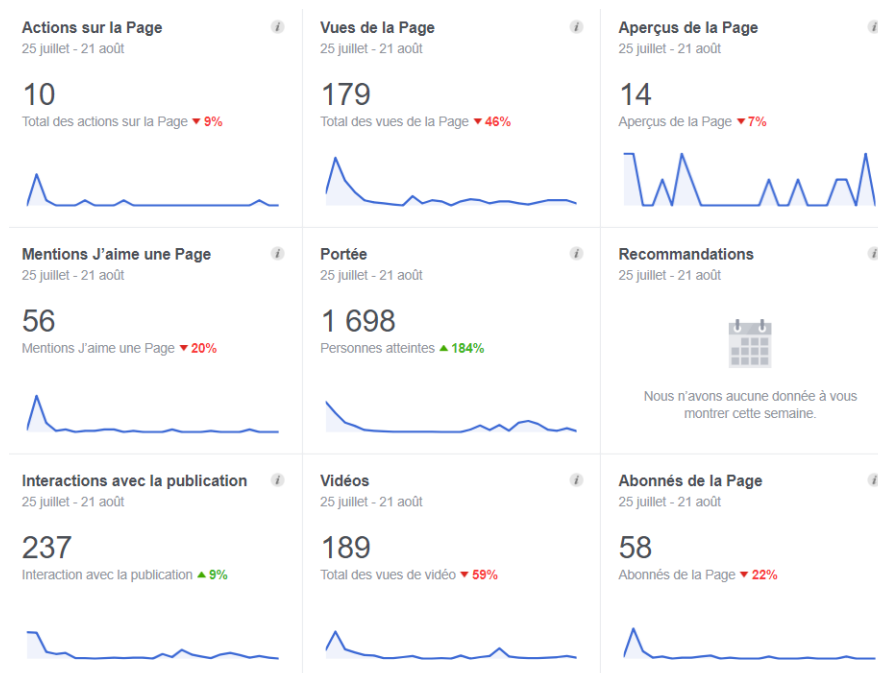 Actions sur la Page
25 juillet - 21 août
10
Total des actions sur la Page ▼ 9%
Vues de la Page
25 juillet - 21 août
179
Total des vues de la Page ▼ 46%
Aperçus de la Page
25 juillet - 21 août
14
Aperçus de la Page ▼ 7%
Mentions J’aime une Page
25 juillet - 21 août
56
Mentions J’aime une Page ▼ 20%
Portée
25 juillet - 21 août
1 698
Personnes atteintes ▲ 184%
Recommandations
25 juillet - 21 août
Nous n’avons aucune donnée à vous
montrer cette semaine.
Interactions avec la publication
25 juillet - 21 août
237
Interaction avec la publication ▲ 9%
Vidéos
25 juillet - 21 août
189
Total des vues de vidéo ▼ 59%
Abonnés de la Page
25 juillet - 21 août
58
Abonnés de la Page ▼ 22%